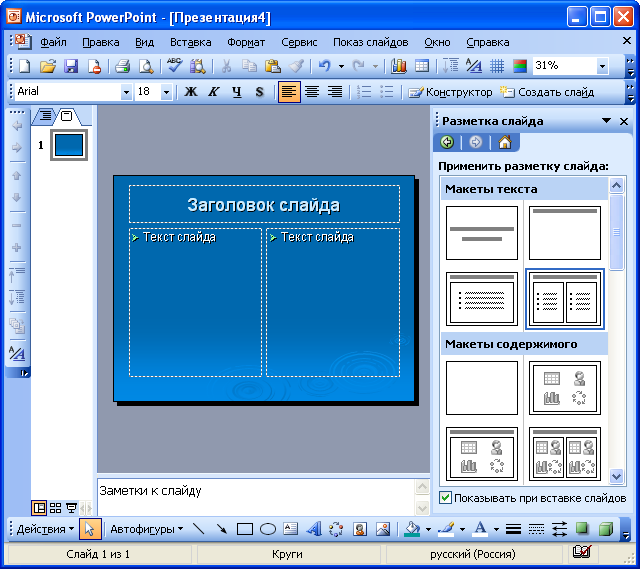 Microsoft PowerPoint - [Презентация4]
Файл Правка Вид Вставка Формат Сервис Показ слайдов Окно Справка
31%
Arial 18 Ж К Ч S Конструктор Создать слайд
1
Заголовок слайда
Текст слайда Текст слайда
Заметки к слайду
Разметка слайда
Применить разметку слайда:
Макеты текста
Макеты содержимого
Показывать при вставке слайдов
Действия Автофигуры
Слайд 1 из 1 Круги русский (Россия)